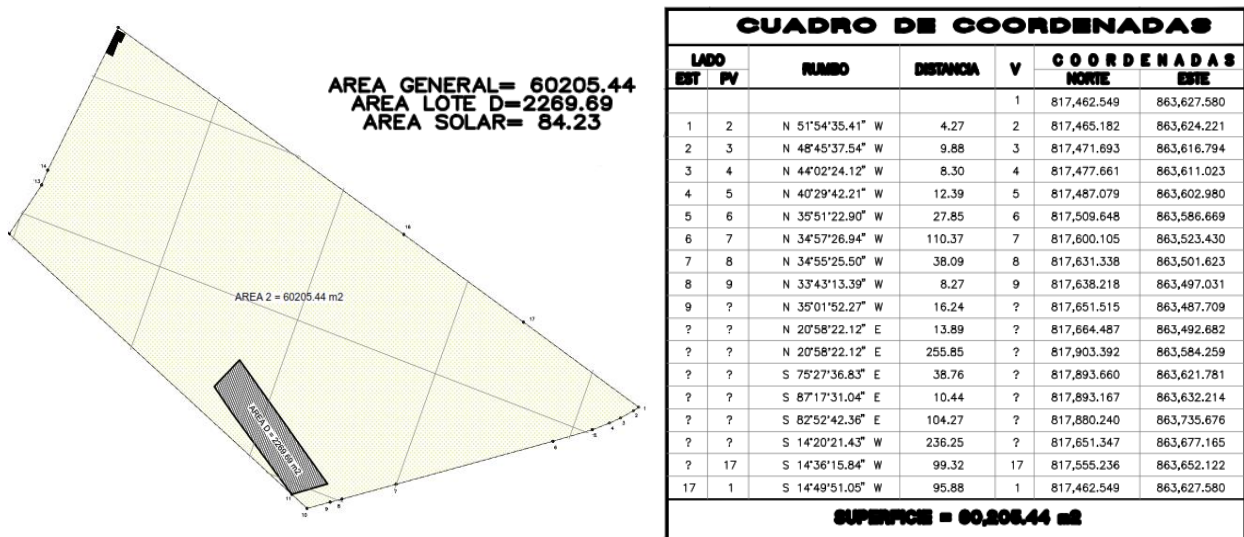 AREA GENERAL= 60205.44
AREA LOTE D=2269.69
AREA SOLAR= 84.23
14
13
16
AREA 2 = 60205.44 m2
17
AREA D = 2269.69 m2
1
2
3
4
6
7
11
8
9
10
CUADRO DE COORDENADAS
LADO RUMBO DISTANCIA V COORDENADAS
EST PV NORTE ESTE
1 817,462.549 863,627.580
1 2 N 51°54'35.41" W 4.27 2 817,465.182 863,624.221
2 3 N 48°45'37.54" W 9.88 3 817,471.693 863,616.794
3 4 N 44°02'24.12" W 8.30 4 817,477.661 863,611.023
4 5 N 40°29'42.21" W 12.39 5 817,487.079 863,602.980
5 6 N 35°51'22.90" W 27.85 6 817,509.648 863,586.669
6 7 N 34°57'26.94" W 110.37 7 817,600.105 863,523.430
7 8 N 34°55'25.50" W 38.09 8 817,631.338 863,501.623
8 9 N 33°43'13.39" W 8.27 9 817,638.218 863,497.031
9 ? N 35°01'52.27" W 16.24 ? 817,651.515 863,487.709
? ? N 20°58'22.12" E 13.89 ? 817,664.487 863,492.682
? ? N 20°58'22.12" E 255.85 ? 817,903.392 863,584.259
? ? S 75°27'36.83" E 38.76 ? 817,893.660 863,621.781
? ? S 87°17'31.04" E 10.44 ? 817,893.167 863,632.214
? ? S 82°52'42.36" E 104.27 ? 817,880.240 863,735.676
? ? S 14°20'21.43" W 236.25 ? 817,651.347 863,677.165
? 17 S 14°36'15.84" W 99.32 17 817,555.236 863,652.122
17 1 S 14°49'51.05" W 95.88 1 817,462.549 863,627.580
SUPERFICIE = 60,205.44 m2